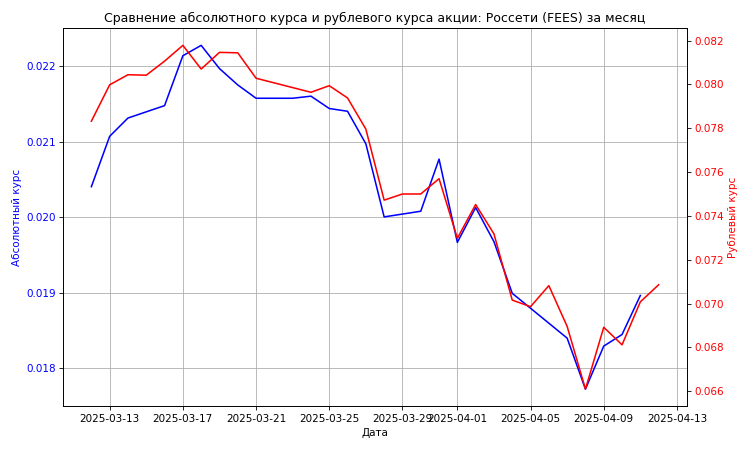 Сравнение абсолютного курса и рублевого курса акции: Россети (FEES) за месяц
Абсолютный курс
0.022
0.021
0.020
0.019
0.018
0.082
0.080
0.078
0.076
0.074
0.072
0.070
0.068
0.066
Рублевый курс
2025-03-13 2025-03-17 2025-03-21 2025-03-25 2025-03-29 2025-04-01 2025-04-05 2025-04-09 2025-04-13
Дата